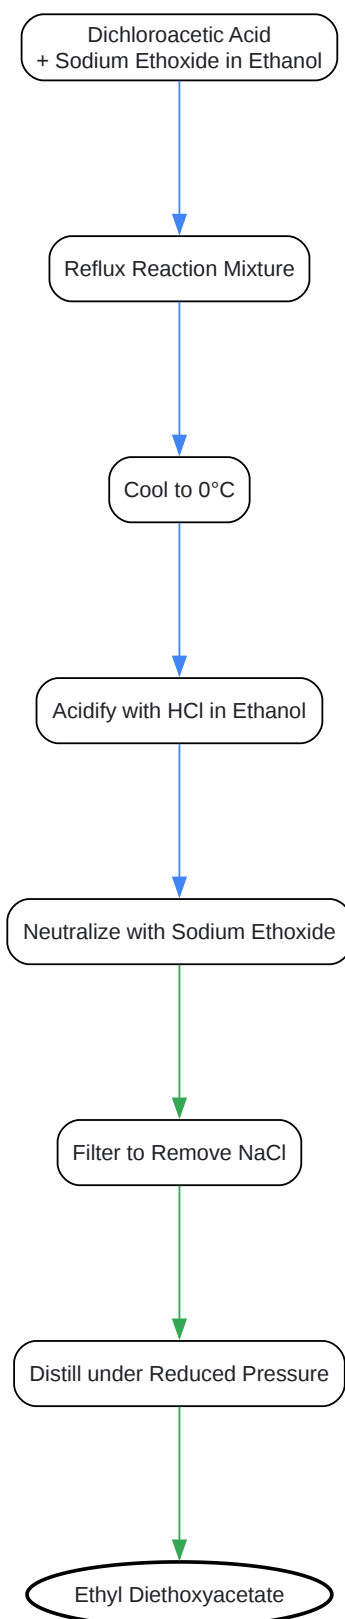 Dichloroacetic Acid
+ Sodium Ethoxide in Ethanol
Reflux Reaction Mixture
Cool to 0°C
Acidify with HCl in Ethanol
Neutralize with Sodium Ethoxide
Filter to Remove NaCl
Distill under Reduced Pressure
Ethyl Diethoxyacetate